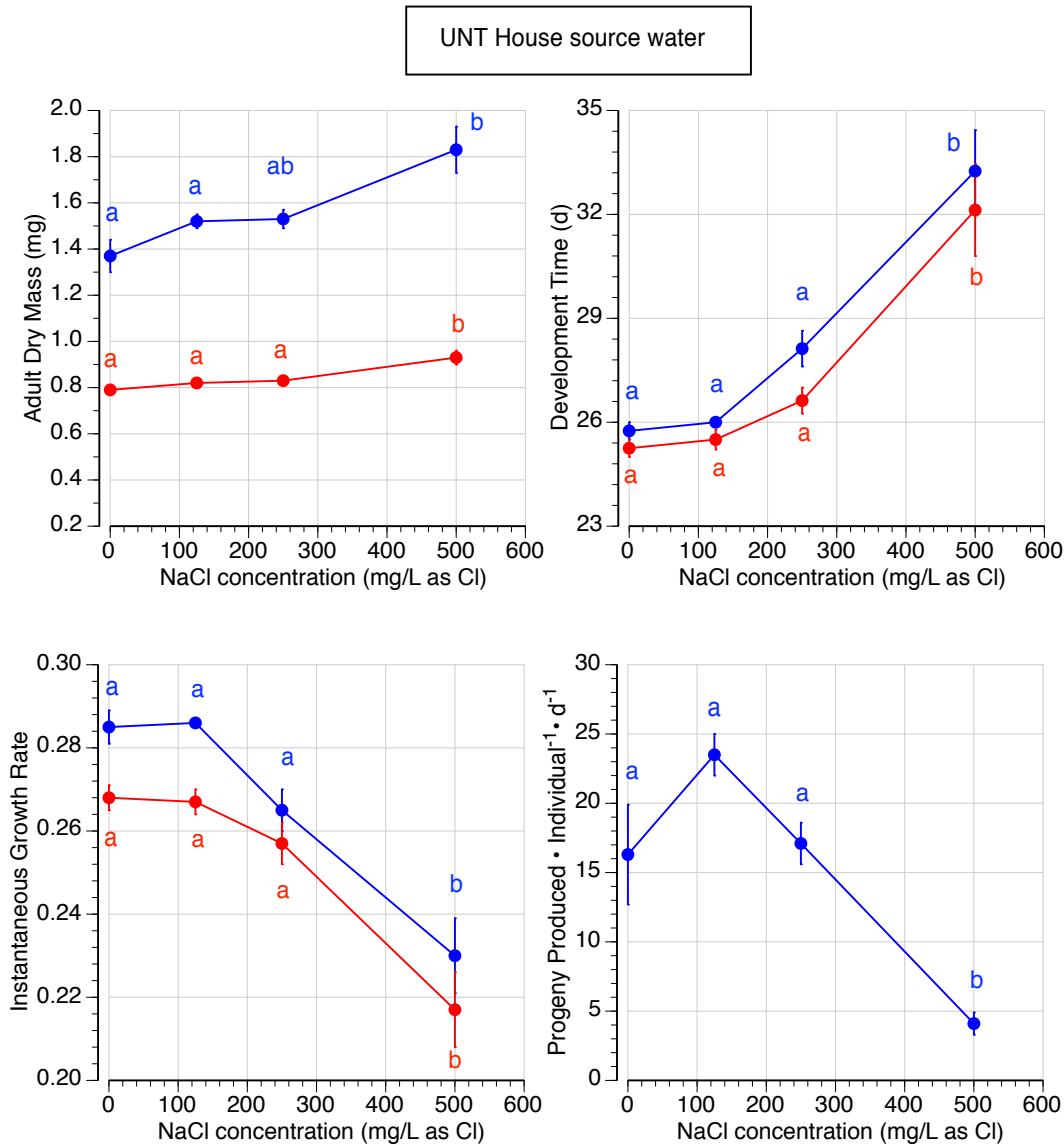 UNT House source water
Adult Dry Mass (mg)
2.0
1.8
1.6
1.4
1.2
1.0
0.8
0.6
0.4
0.2
a
a
ab
b
a
a
a
b
0 100 200 300 400 500 600
NaCl concentration (mg/L as Cl)
Development Time (d)
35
32
29
26
23
a
a
a
b
a
a
a
b
0 100 200 300 400 500 600
NaCl concentration (mg/L as Cl)
Instantaneous Growth Rate
0.30
0.28
0.26
0.24
0.22
0.20
a
a
a
b
a
a
a
b
0 100 200 300 400 500 600
NaCl concentration (mg/L as Cl)
Progeny Produced • Individual⁻¹ • d⁻¹
30
25
20
15
10
5
0
a
a
a
b
0 100 200 300 400 500 600
NaCl concentration (mg/L as Cl)